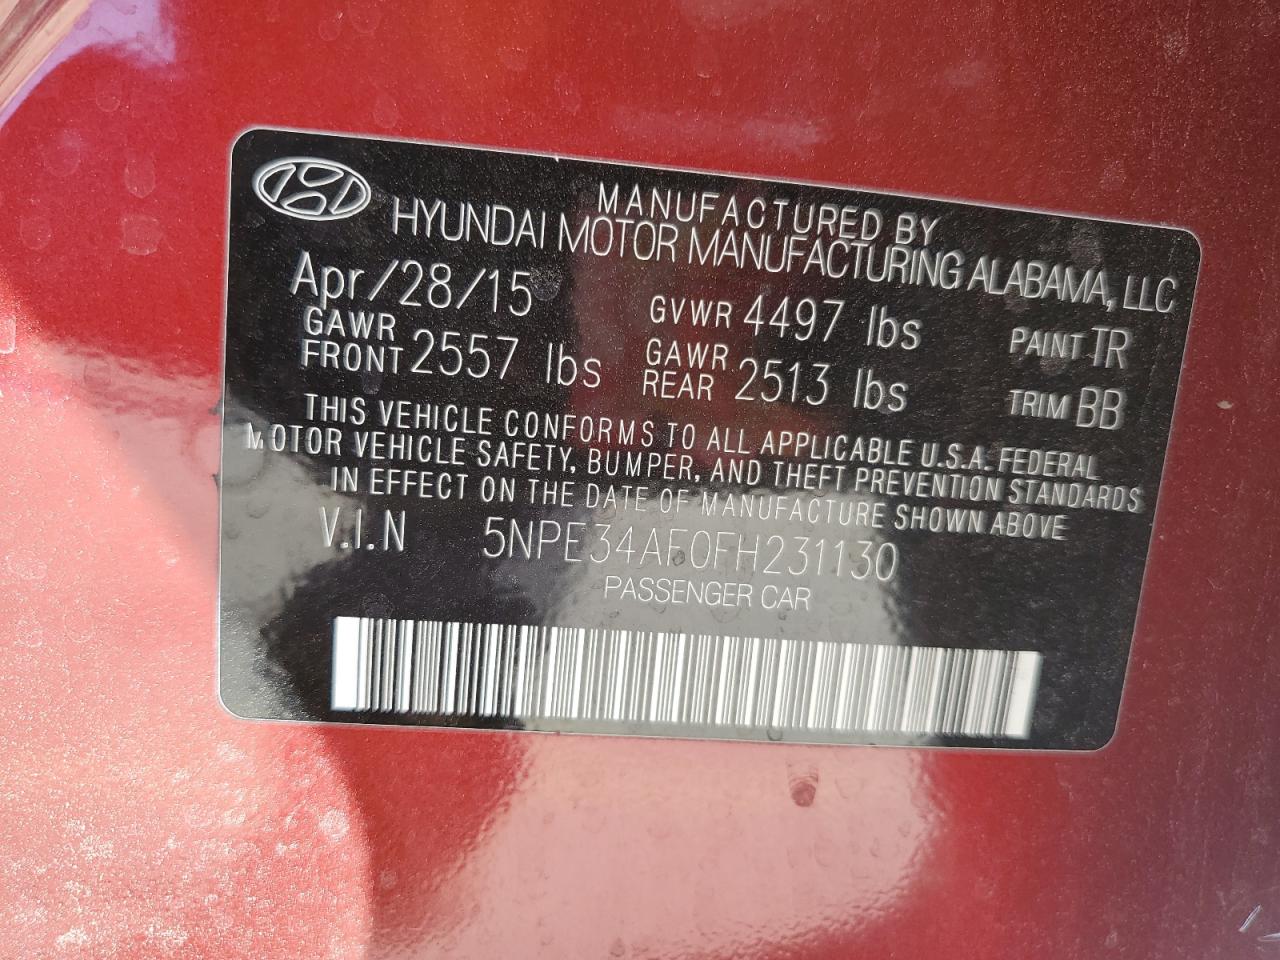 MANUFACTURED BY
HYUNDAI MOTOR MANUFACTURING ALABAMA, LLC
Apr/28/15 GVWR 4497 lbs PAINT TR
GAWR FRONT 2557 lbs GAWR REAR 2513 lbs TRIM BB
THIS VEHICLE CONFORMS TO ALL APPLICABLE U.S.A. FEDERAL
MOTOR VEHICLE SAFETY, BUMPER, AND THEFT PREVENTION STANDARDS
IN EFFECT ON THE DATE OF MANUFACTURE SHOWN ABOVE
V.I.N 5NPE34AF0FH231130
PASSENGER CAR